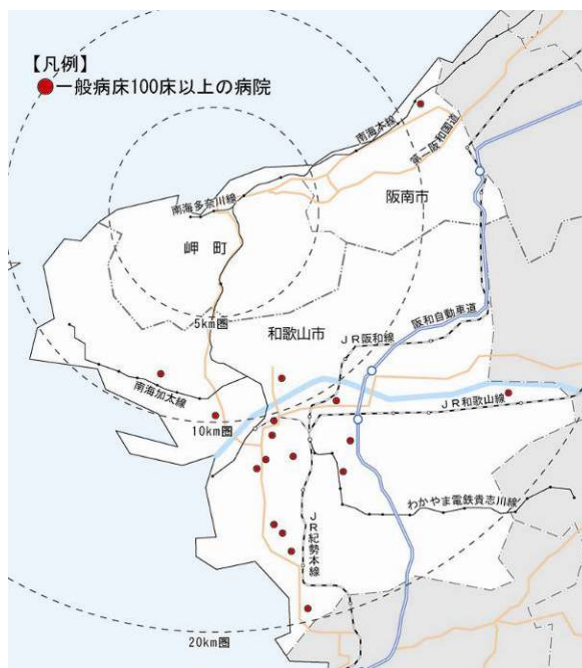 【凡例】
●一般病床100床以上の病院
南海本線
第二阪和国道
阪南市
南海多奈川線
岬町
5km圏
和歌山市
JR阪和線
阪和自動車道
南海加太線
10km圏
JR和歌山線
わかやま電鉄貴志川線
JR紀勢本線
20km圏